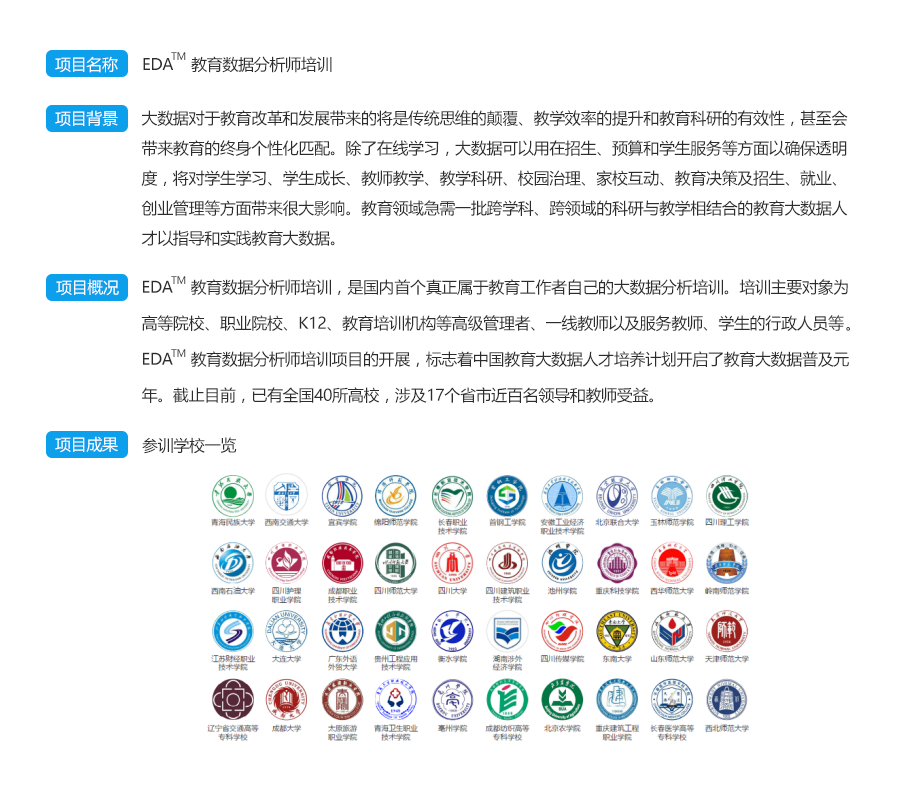 项目名称 EDA™ 教育数据分析师培训
项目背景 大数据对于教育改革和发展带来的将是传统思维的颠覆、教学效率的提升和教育科研的有效性，甚至会
带来教育的终身个性化匹配。除了在线学习，大数据可以用在招生、预算和学生服务等方面以确保透明
度，将对学生学习、学生成长、教师教学、教学科研、校园治理、家校互动、教育决策及招生、就业、
创业管理等方面带来很大影响。教育领域急需一批跨学科、跨领域的科研与教学相结合的教育大数据人
才以指导和实践教育大数据。
项目概况 EDA™ 教育数据分析师培训，是国内首个真正属于教育工作者自己的大数据分析培训。培训主要对象为
高等院校、职业院校、K12、教育培训机构等高级管理者、一线教师以及服务教师、学生的行政人员等。
EDA™ 教育数据分析师培训项目的开展，标志着中国教育大数据人才培养计划开启了教育大数据普及元
年。截止目前，已有全国40所高校，涉及17个省市近百名领导和教师受益。
项目成果 参训学校一览
青海民族大学 西南交通大学 宜宾学院 绵阳师范学院 长春职业 首钢工学院 安徽工业经济 北京联合大学 玉林师范学院 四川理工学院
技术学院 职业技术学院
西南石油大学 四川护理 成都职业 四川师范大学 四川大学 四川建筑职业 池州学院 重庆科技学院 西华师范大学 岭南师范学院
职业学院 技术学院 技术学院
江苏财经职业 大连大学 广东外语 贵州工程应用 衡水学院 湖南涉外 四川传媒学院 东南大学 山东师范大学 天津师范大学
技术学院 外贸大学 技术学院 经济学院
辽宁省交通高等 成都大学 太原旅游 青海卫生职业 亳州学院 成都纺织高等 北京农学院 重庆建筑工程 长春医学高等 西北师范大学
专科学校 职业学院 技术学院 专科学校 职业学院 专科学校